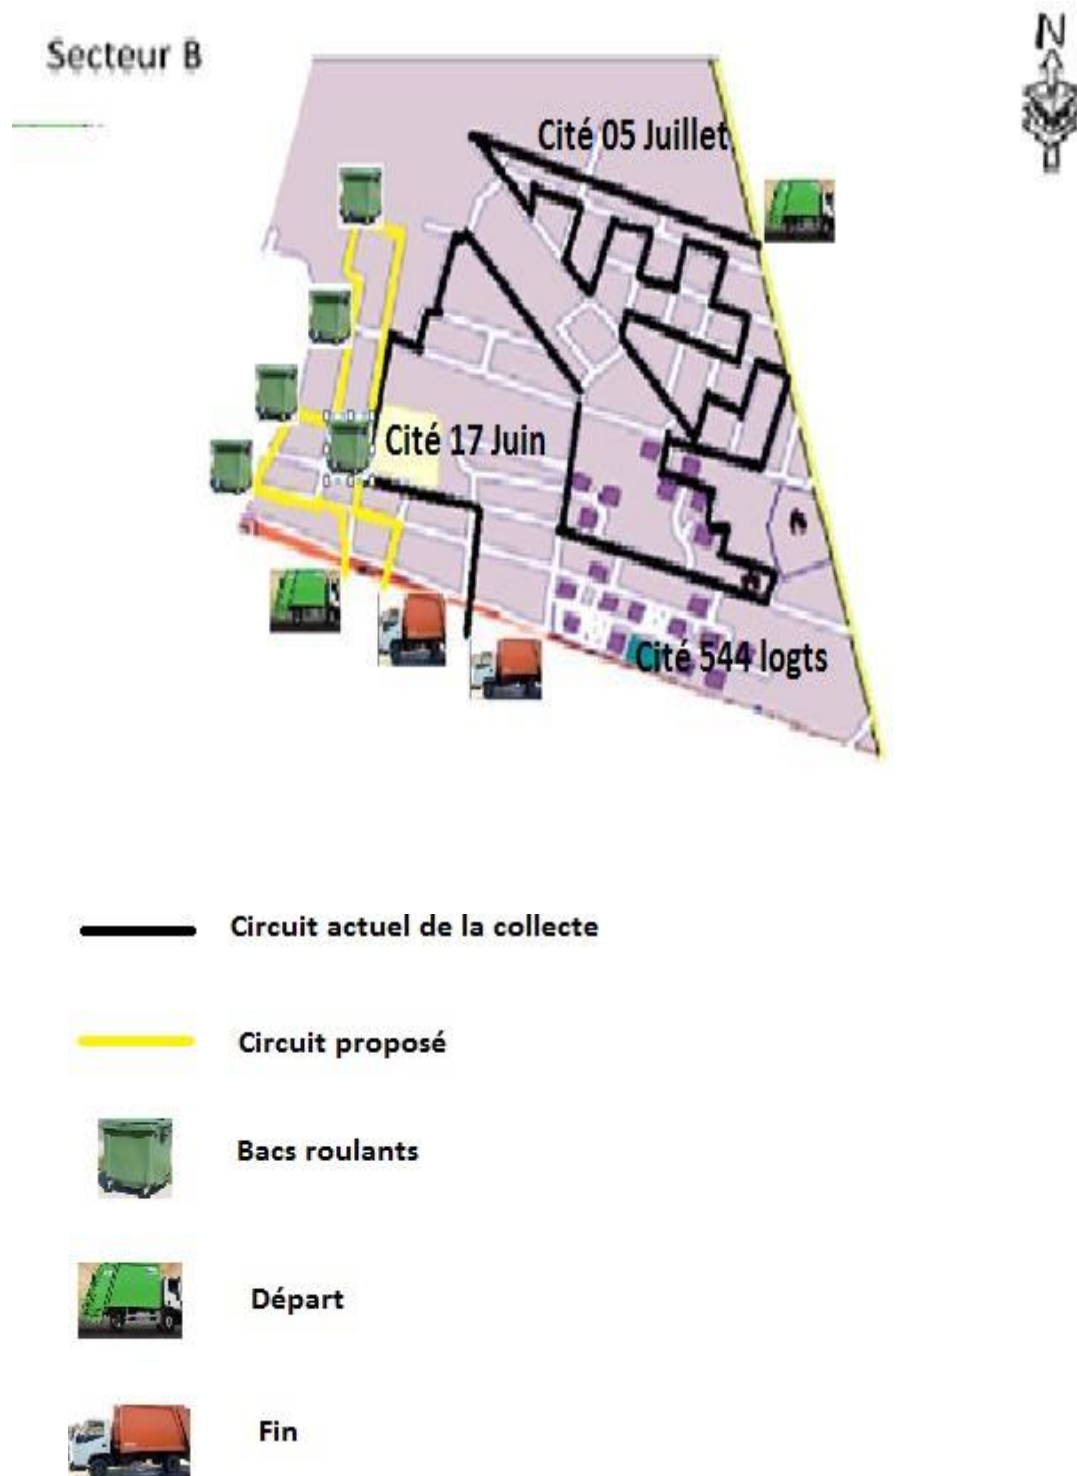 Secteur B
N
Cité 05 Juillet
Cité 17 Juin
Cité 544 logts
Circuit actuel de la collecte
Circuit proposé
Bacs roulants
Départ
Fin